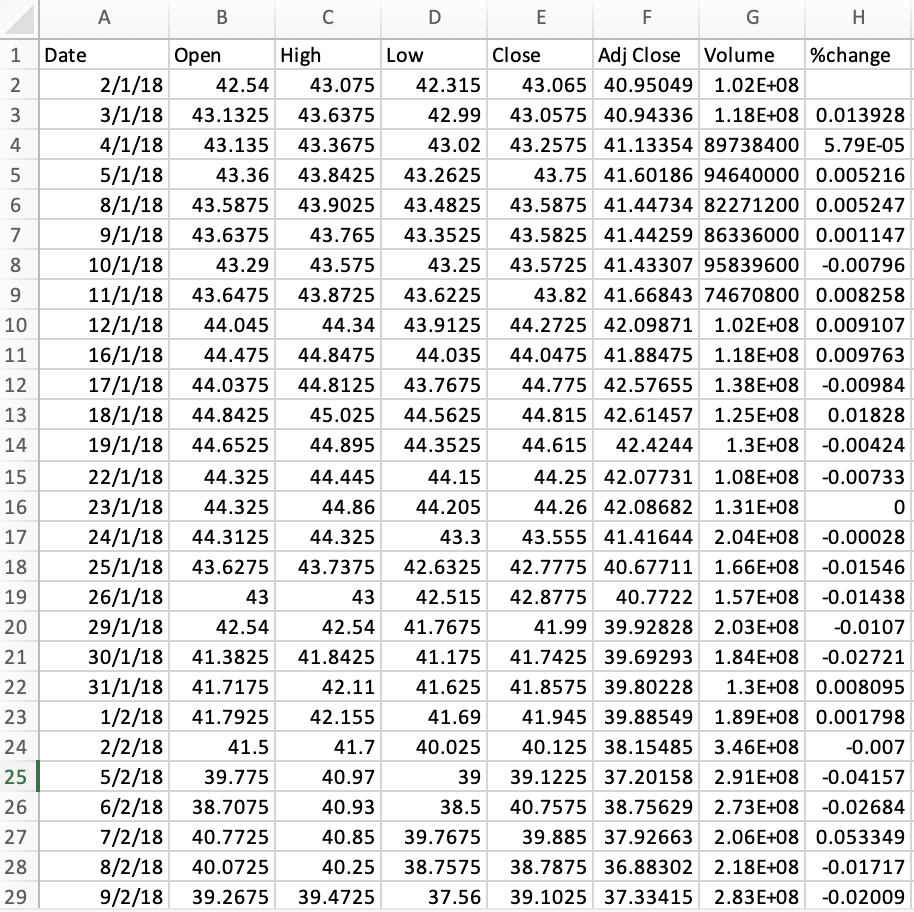 A B C D E F G H
1 Date Open High Low Close Adj Close Volume %change
2 2/1/18 42.54 43.075 42.315 43.065 40.95049 1.02E+08
3 3/1/18 43.1325 43.6375 42.99 43.0575 40.94336 1.18E+08 0.013928
4 4/1/18 43.135 43.3675 43.02 43.2575 41.13354 89738400 5.79E-05
5 5/1/18 43.36 43.8425 43.2625 43.75 41.60186 94640000 0.005216
6 8/1/18 43.5875 43.9025 43.4825 43.5875 41.44734 82271200 0.005247
7 9/1/18 43.6375 43.765 43.3525 43.5825 41.44259 86336000 0.001147
8 10/1/18 43.29 43.575 43.25 43.5725 41.43307 95839600 -0.00796
9 11/1/18 43.6475 43.8725 43.6225 43.82 41.66843 74670800 0.008258
10 12/1/18 44.045 44.34 43.9125 44.2725 42.09871 1.02E+08 0.009107
11 16/1/18 44.475 44.8475 44.035 44.0475 41.88475 1.18E+08 0.009763
12 17/1/18 44.0375 44.8125 43.7675 44.775 42.57655 1.38E+08 -0.00984
13 18/1/18 44.8425 45.025 44.5625 44.815 42.61457 1.25E+08 0.01828
14 19/1/18 44.6525 44.895 44.3525 44.615 42.4244 1.3E+08 -0.00424
15 22/1/18 44.325 44.445 44.15 44.25 42.07731 1.08E+08 -0.00733
16 23/1/18 44.325 44.86 44.205 44.26 42.08682 1.31E+08 0
17 24/1/18 44.3125 44.325 43.3 43.555 41.41644 2.04E+08 -0.00028
18 25/1/18 43.6275 43.7375 42.6325 42.7775 40.67711 1.66E+08 -0.01546
19 26/1/18 43 43 42.515 42.8775 40.7722 1.57E+08 -0.01438
20 29/1/18 42.54 42.54 41.7675 41.99 39.92828 2.03E+08 -0.0107
21 30/1/18 41.3825 41.8425 41.175 41.7425 39.69293 1.84E+08 -0.02721
22 31/1/18 41.7175 42.11 41.625 41.8575 39.80228 1.3E+08 0.008095
23 1/2/18 41.7925 42.155 41.69 41.945 39.88549 1.89E+08 0.001798
24 2/2/18 41.5 41.7 40.025 40.125 38.15485 3.46E+08 -0.007
25 5/2/18 39.775 40.97 39 39.1225 37.20158 2.91E+08 -0.04157
26 6/2/18 38.7075 40.93 38.5 40.7575 38.75629 2.73E+08 -0.02684
27 7/2/18 40.7725 40.85 39.7675 39.885 37.92663 2.06E+08 0.053349
28 8/2/18 40.0725 40.25 38.7575 38.7875 36.88302 2.18E+08 -0.01717
29 9/2/18 39.2675 39.4725 37.56 39.1025 37.33415 2.83E+08 -0.02009